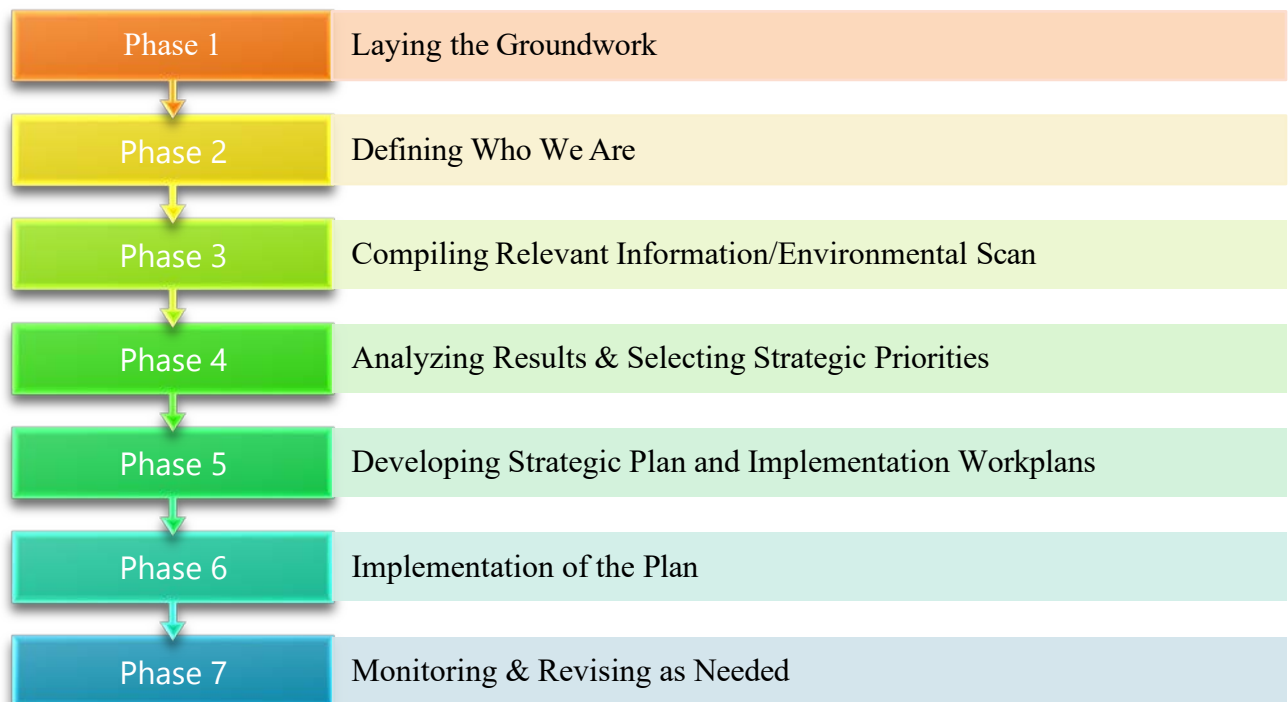 Phase 1 Laying the Groundwork
Phase 2 Defining Who We Are
Phase 3 Compiling Relevant Information/Environmental Scan
Phase 4 Analyzing Results & Selecting Strategic Priorities
Phase 5 Developing Strategic Plan and Implementation Workplans
Phase 6 Implementation of the Plan
Phase 7 Monitoring & Revising as Needed